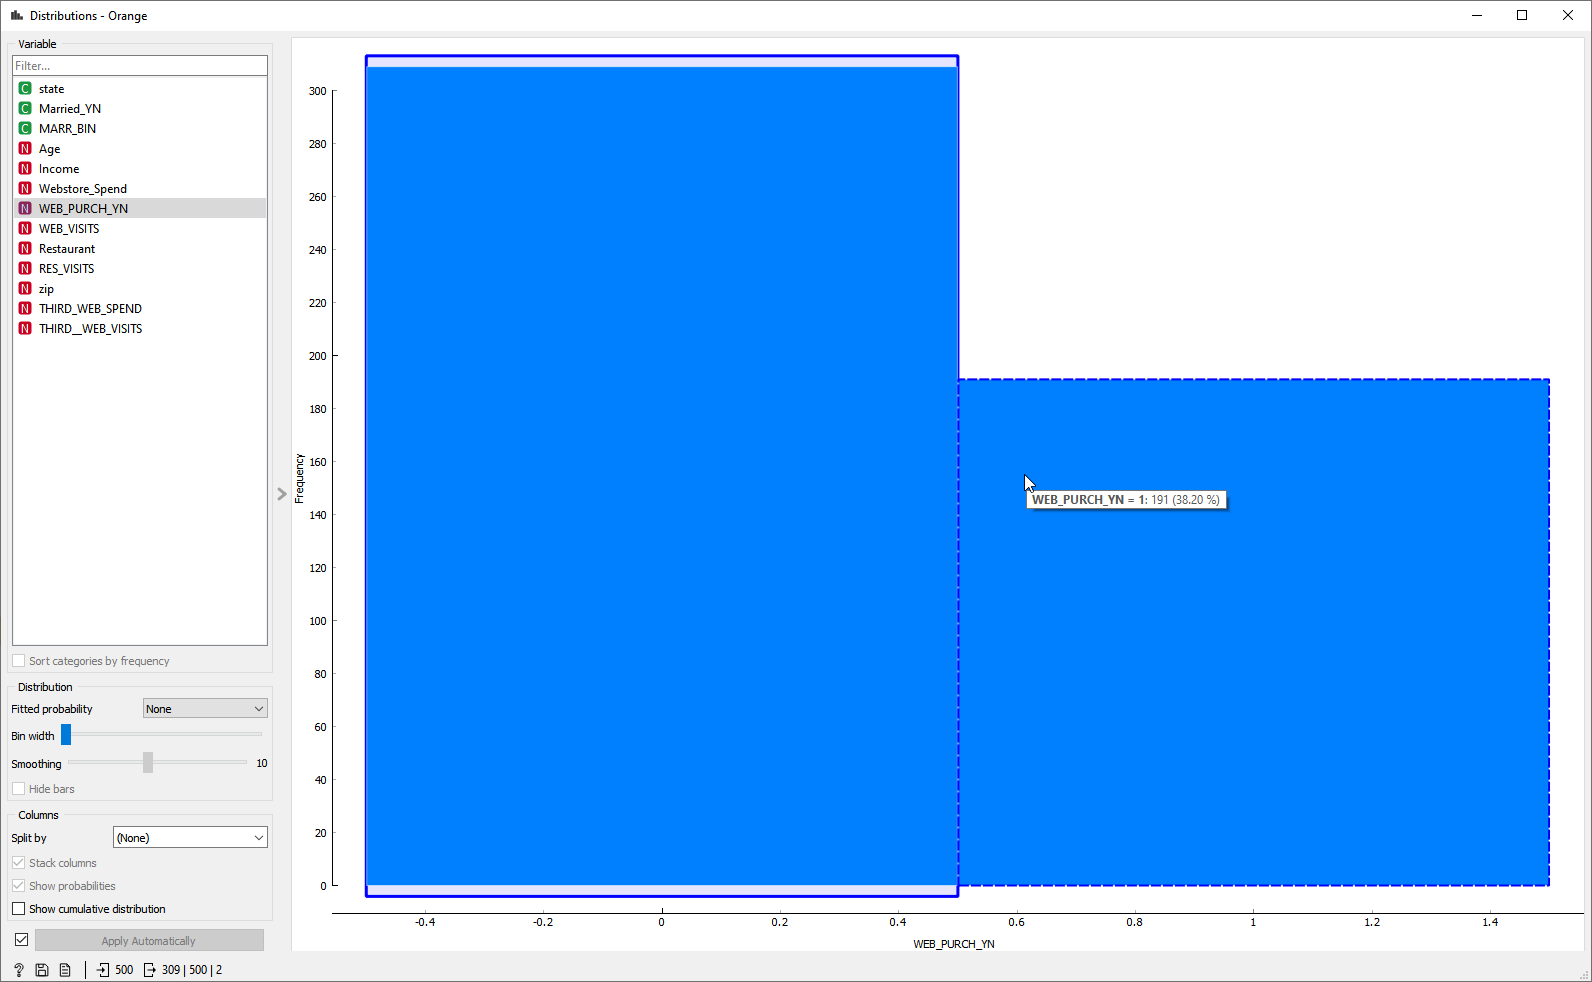 Distributions - Orange
Variable
Filter...
C state
C Married_YN
C MARR_BIN
N Age
N Income
N Webstore_Spend
N WEB_PURCH_YN
N WEB_VISITS
N Restaurant
N RES_VISITS
N zip
N THIRD_WEB_SPEND
N THIRD__WEB_VISITS
Sort categories by frequency
Distribution
Fitted probability None
Bin width
Smoothing 10
Hide bars
Columns
Split by (None)
Stack columns
Show probabilities
Show cumulative distribution
Apply Automatically
? 500 309 | 500 | 2
300
280
260
240
220
200
180
160
140
120
100
80
60
40
20
0
Frequency
WEB_PURCH_YN = 1: 191 (38.20 %)
-0.4 -0.2 0 0.2 0.4 0.6 0.8 1 1.2 1.4
WEB_PURCH_YN